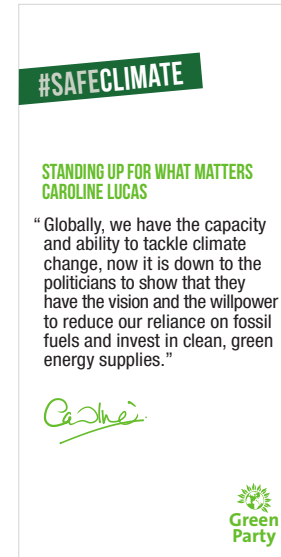 #SAFECLIMATE
STANDING UP FOR WHAT MATTERS
CAROLINE LUCAS
“Globally, we have the capacity
and ability to tackle climate
change, now it is down to the
politicians to show that they
have the vision and the willpower
to reduce our reliance on fossil
fuels and invest in clean, green
energy supplies.”
Caroline
Green
Party